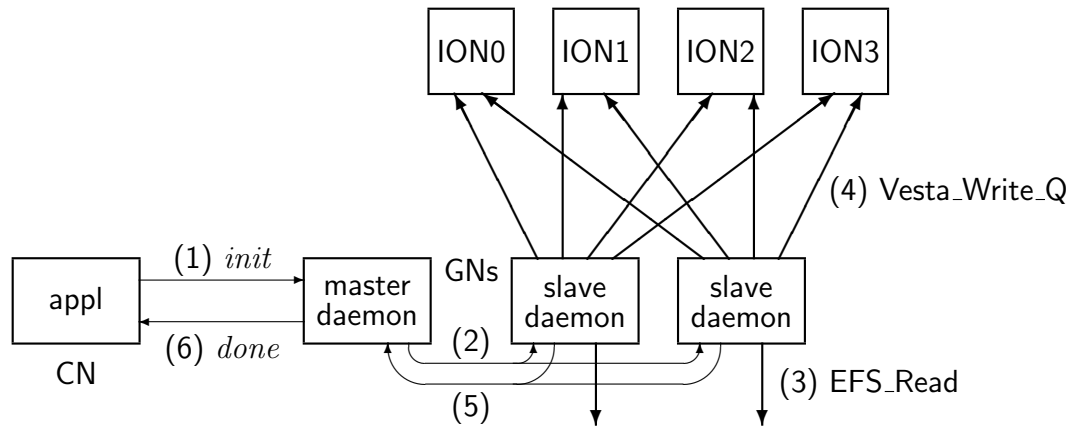 ION0
ION1
ION2
ION3
(4) Vesta_Write_Q
(1) init
GNs
appl
master
daemon
slave
daemon
slave
daemon
(6) done
(2)
CN
(3) EFS_Read
(5)